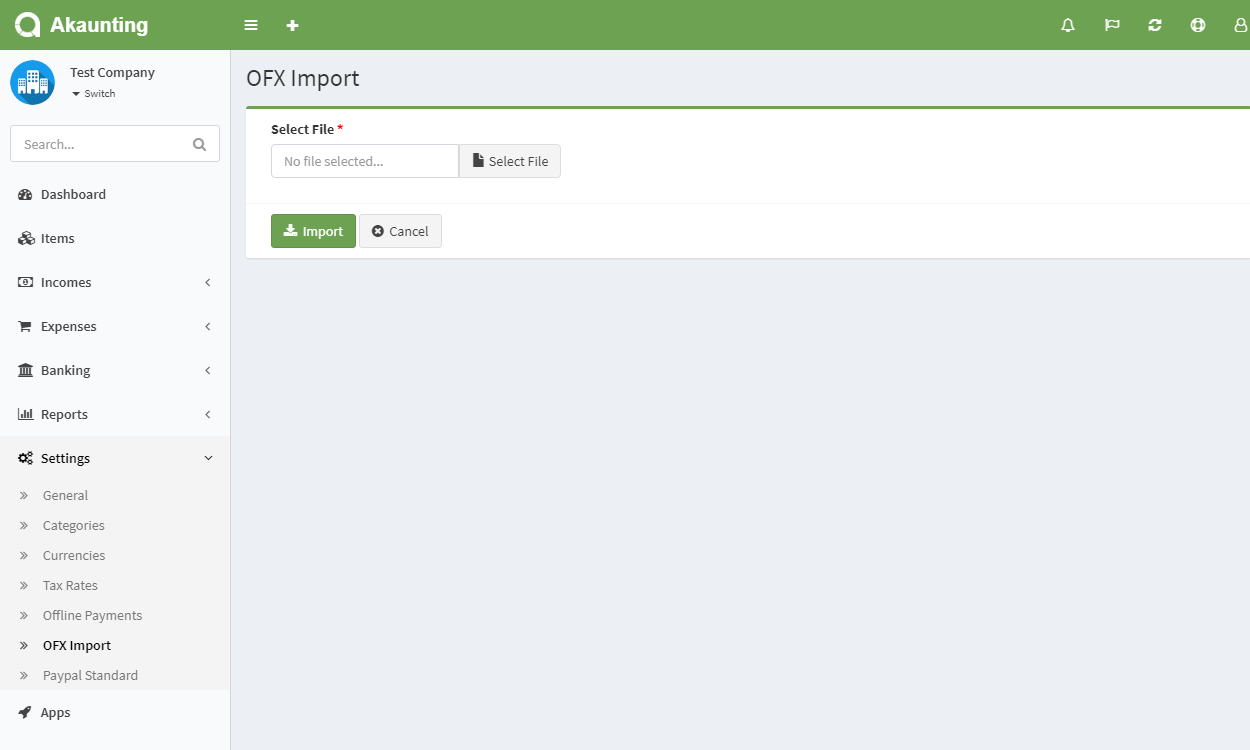 Akaunting
Test Company
Switch
Search...
Dashboard
Items
Incomes
Expenses
Banking
Reports
Settings
General
Categories
Currencies
Tax Rates
Offline Payments
OFX Import
Paypal Standard
Apps
OFX Import
Select File *
No file selected...
Select File
Import
Cancel